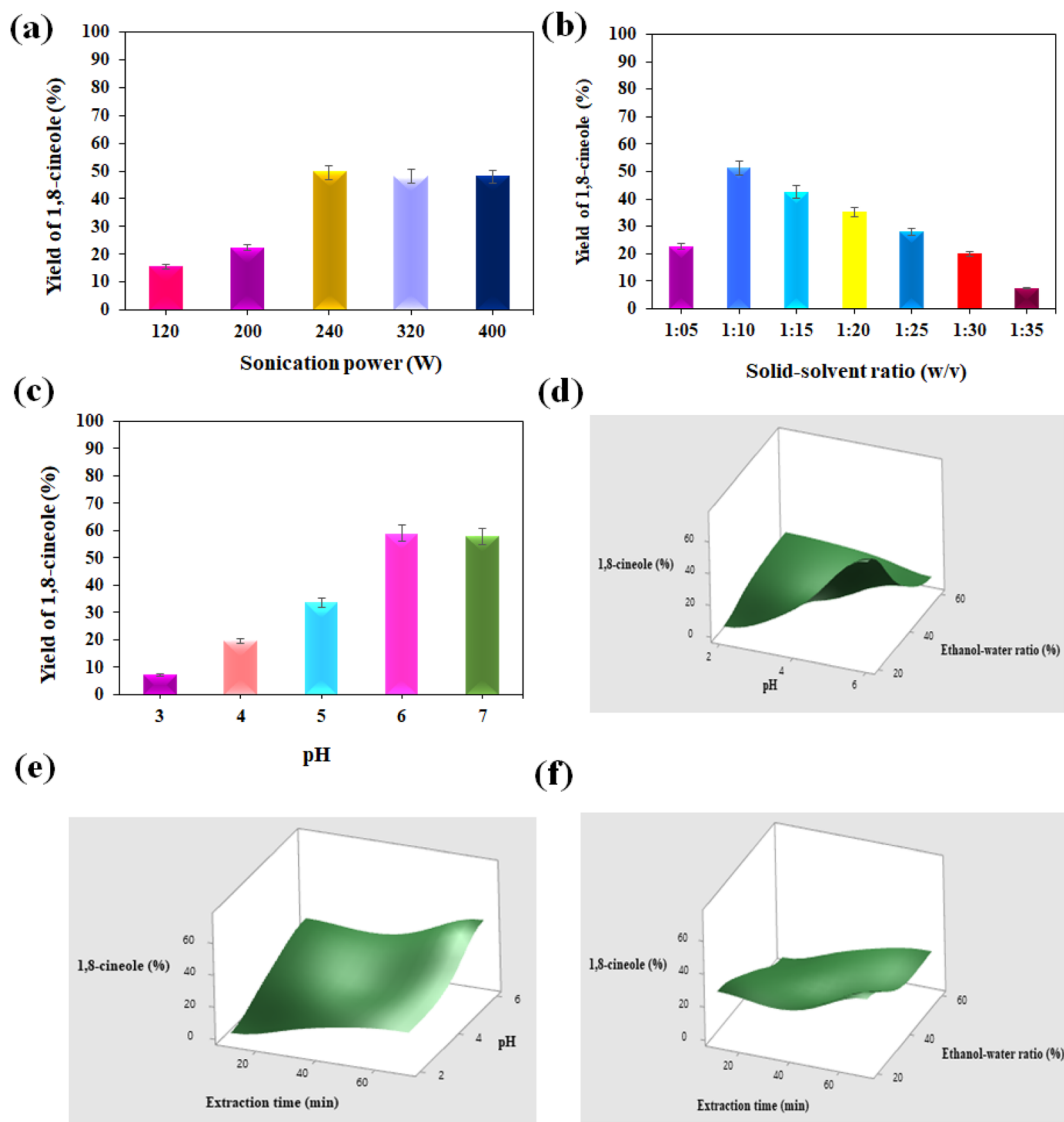 (a)
100
90
80
70
60
50
40
30
20
10
0
Yield of 1,8-cineole (%)
120 200 240 320 400
Sonication power (W)
(b)
100
90
80
70
60
50
40
30
20
10
0
Yield of 1,8-cineole (%)
1:05 1:10 1:15 1:20 1:25 1:30 1:35
Solid-solvent ratio (w/v)
(c)
100
90
80
70
60
50
40
30
20
10
0
Yield of 1,8-cineole (%)
3 4 5 6 7
pH
(d)
1,8-cineole (%)
60
40
20
0
2 4 6
pH
20
40
60
Ethanol-water ratio (%)
(e)
1,8-cineole (%)
60
40
20
0
20 40 60
Extraction time (min)
2
4
6
pH
(f)
1,8-cineole (%)
60
40
20
0
20 40 60
Extraction time (min)
20
40
60
Ethanol-water ratio (%)